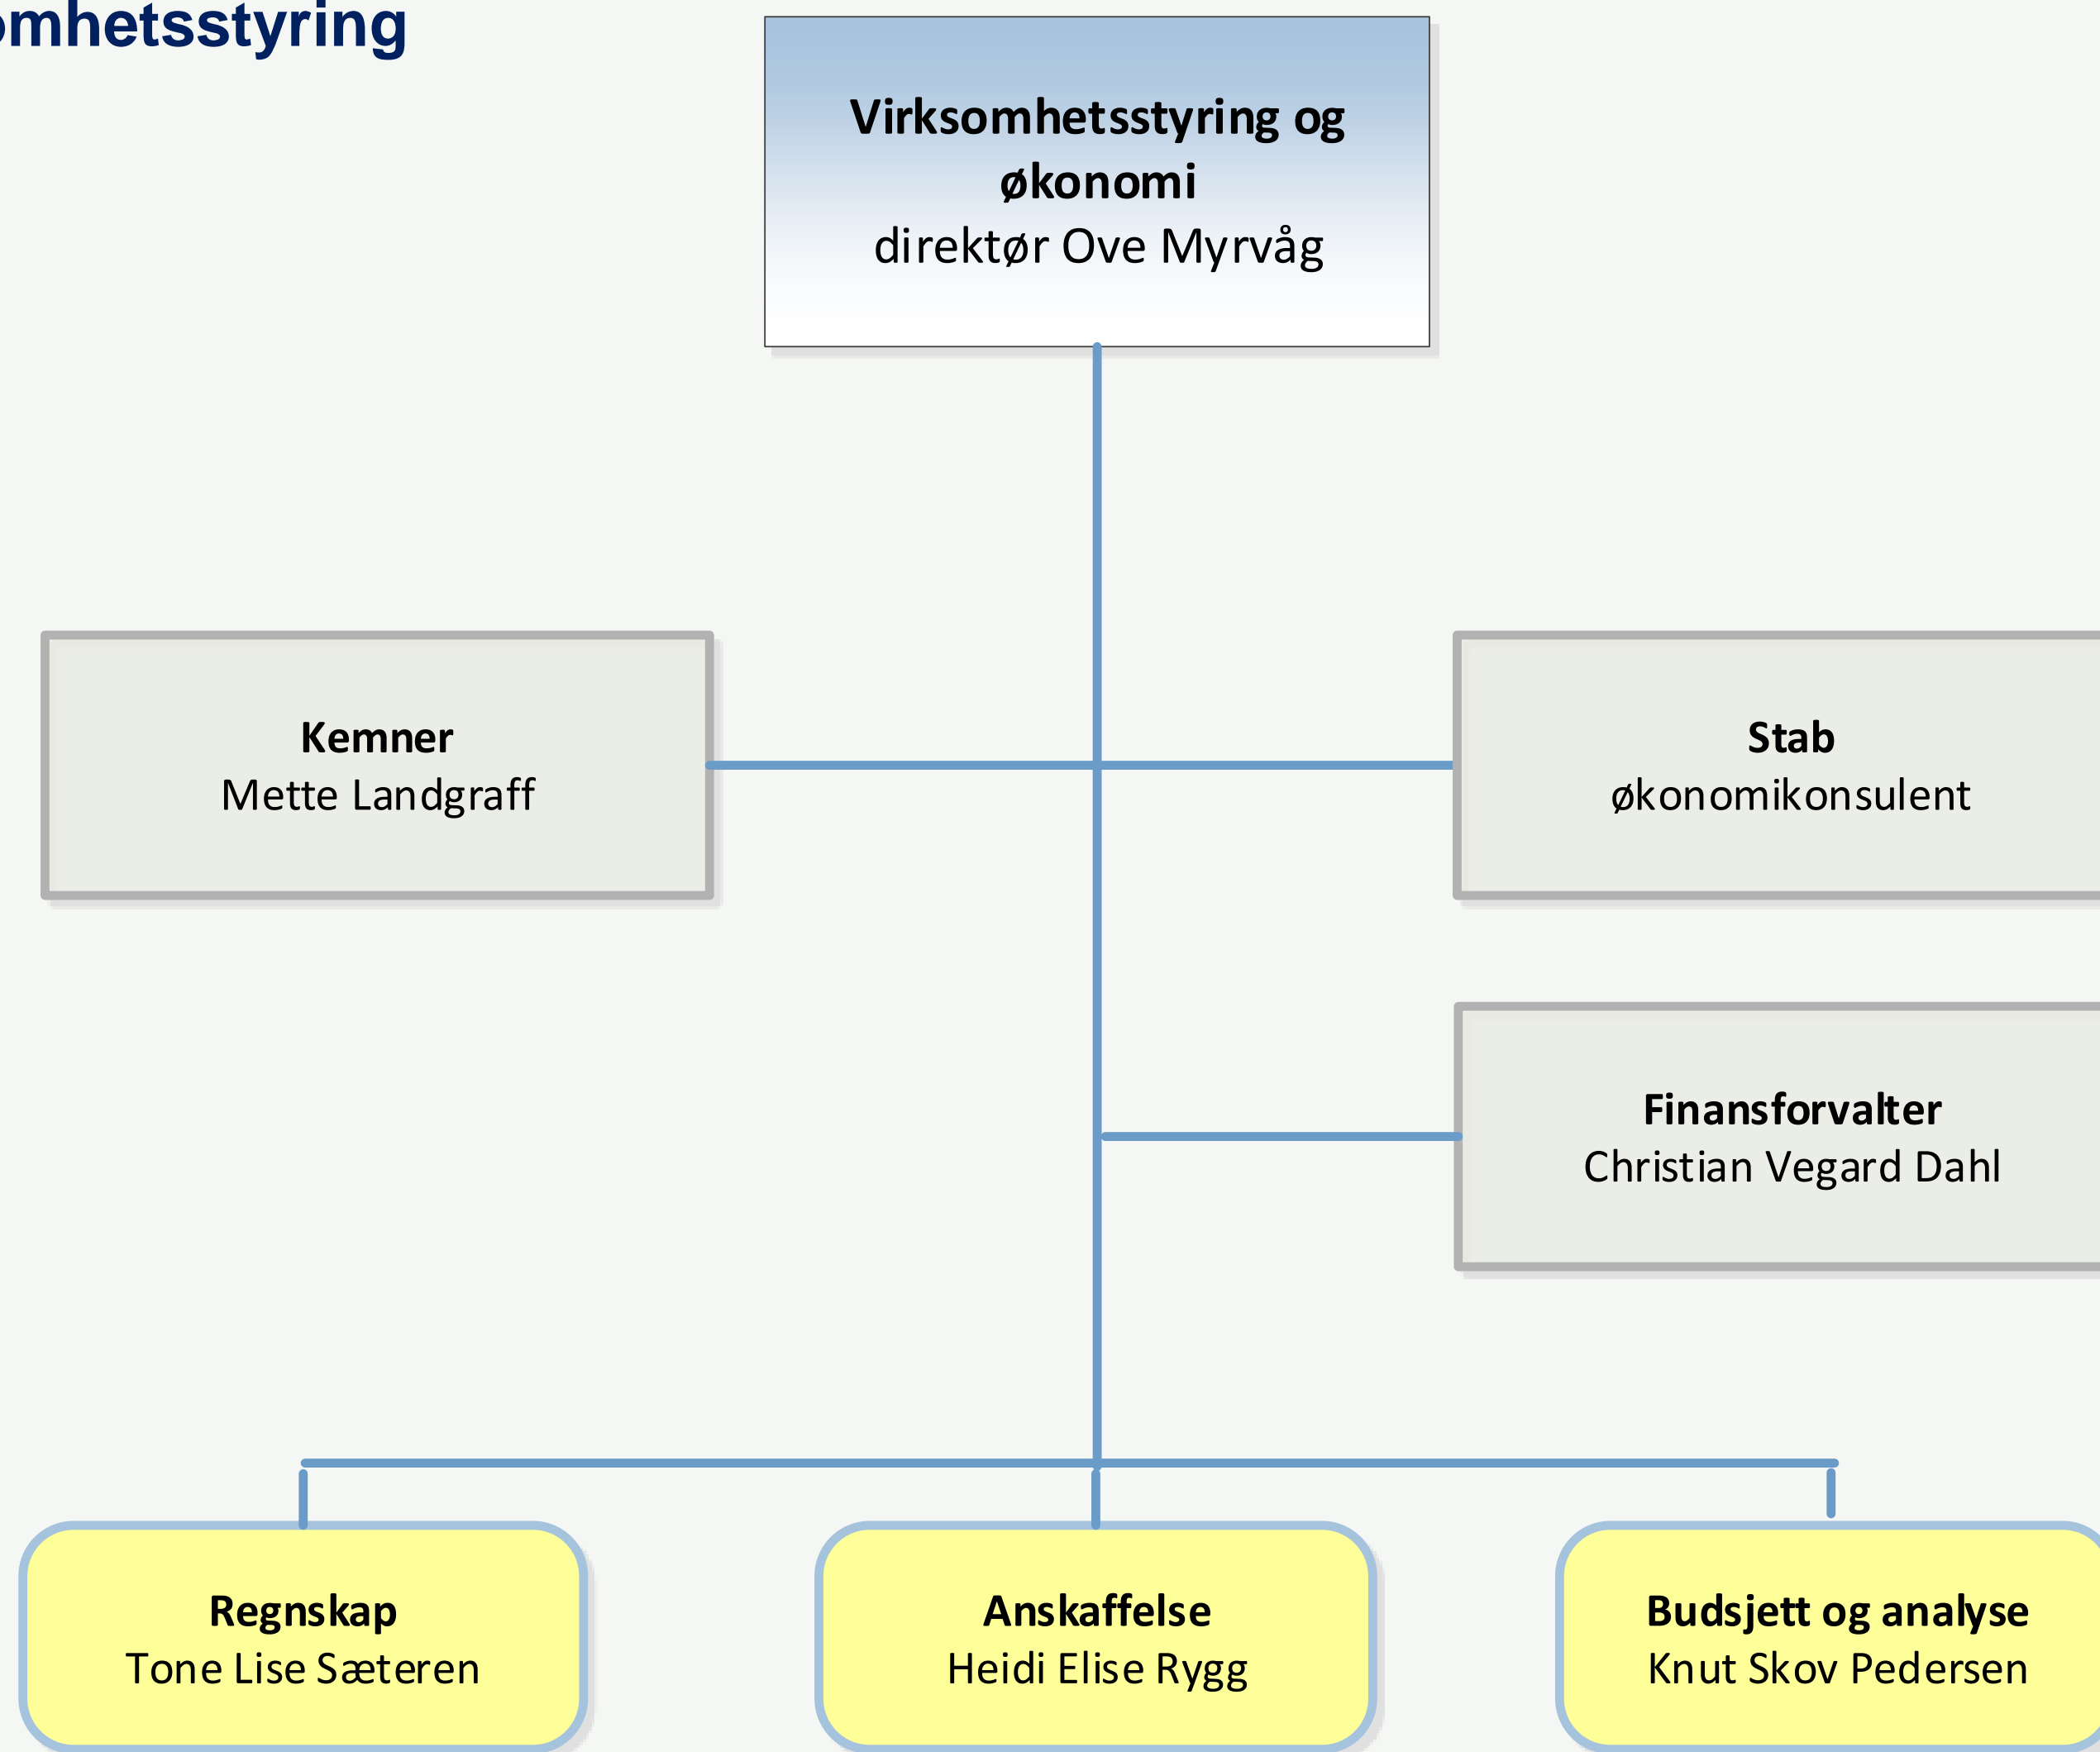 omhetsstyring
Virksomhetsstyring og
økonomi
direktør Ove Myrvåg
Kemner
Mette Landgraff
Stab
økonomikonsulent
Finansforvalter
Christian Vegard Dahl
Regnskap
Tone Lise Sæteren
Anskaffelse
Heidi Elise Rygg
Budsjett og analyse
Knut Skov Pedersen